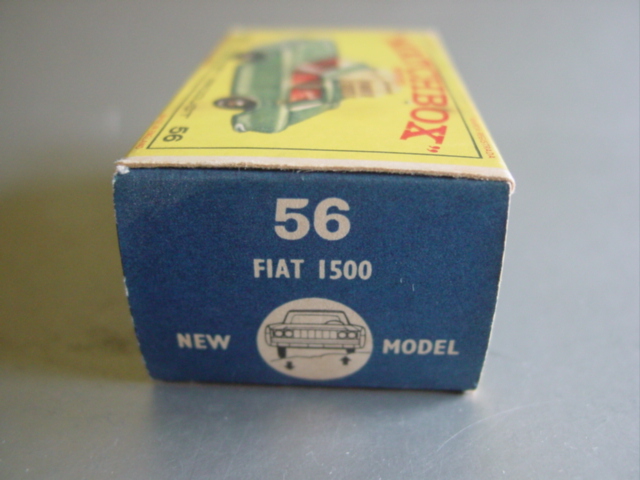 56
FIAT 1500
NEW MODEL
"MATCHBOX"
56